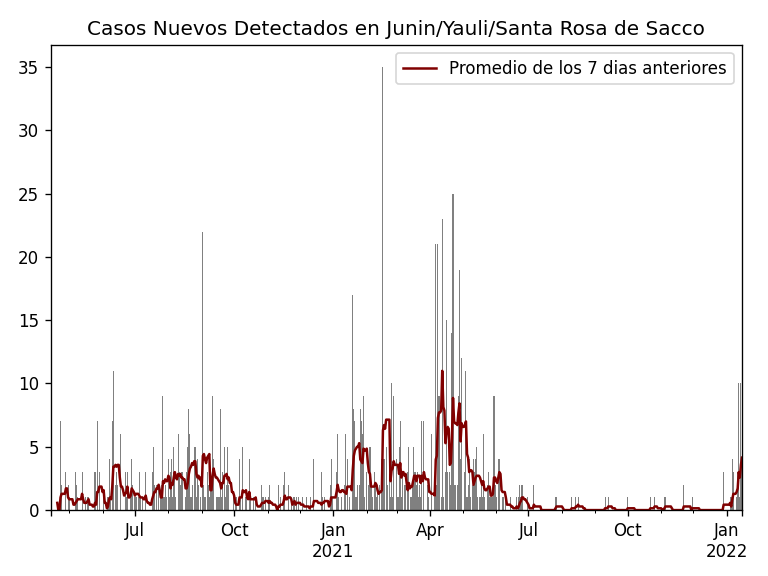 Casos Nuevos Detectados en Junin/Yauli/Santa Rosa de Sacco
Promedio de los 7 dias anteriores
35
30
25
20
15
10
5
0
Jul
Oct
Jan
2021
Apr
Jul
Oct
Jan
2022